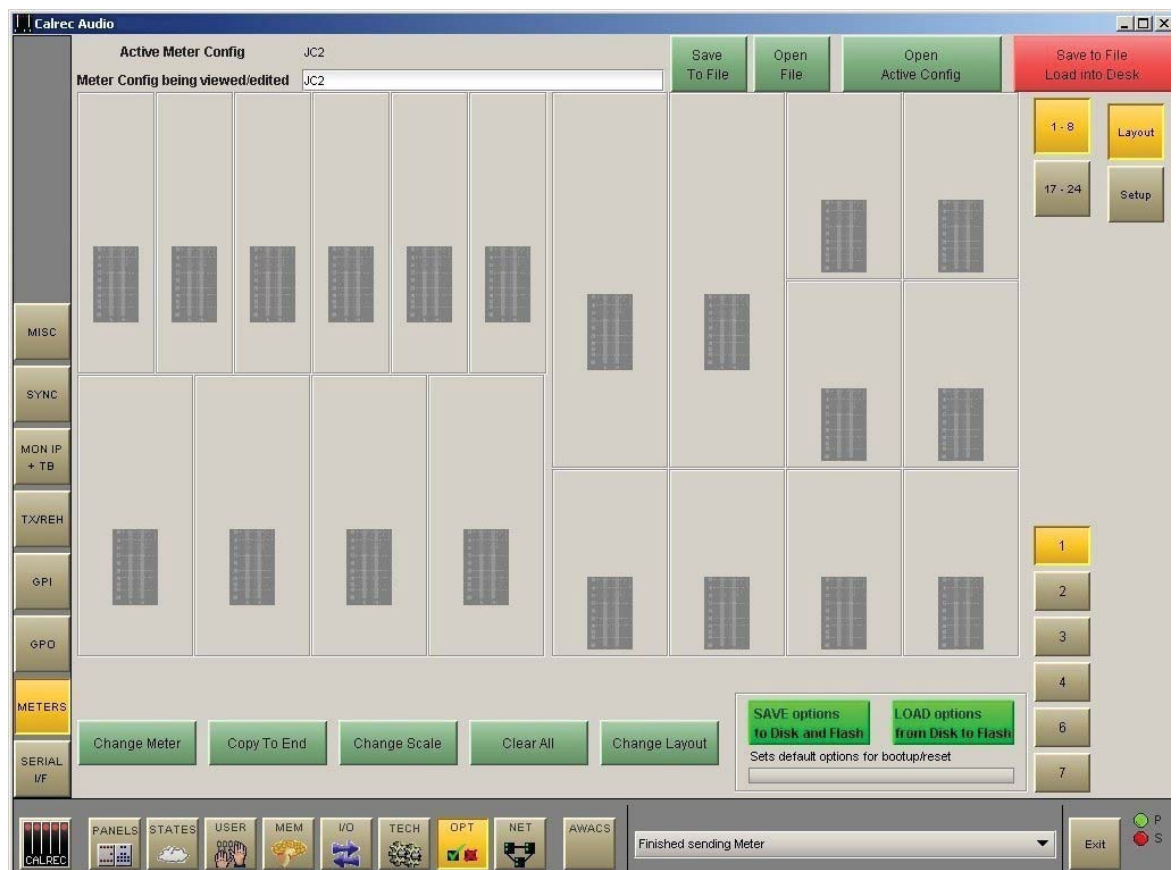 Calrec Audio
Active Meter Config JC2
Meter Config being viewed/edited JC2
Save
To File
Open
File
Open
Active Config
Save to File
Load into Desk
1 - 8
Layout
17 - 24
Setup
MISC
SYNC
MON IP
+ TB
TX/REH
GPI
GPO
METERS
SERIAL
I/F
1
2
3
4
6
7
Change Meter
Copy To End
Change Scale
Clear All
Change Layout
SAVE options
to Disk and Flash
LOAD options
from Disk to Flash
Sets default options for bootup/reset
CALREC
PANELS
STATES
USER
MEM
I/O
TECH
OPT
NET
AWACS
Finished sending Meter
Exit
P
S